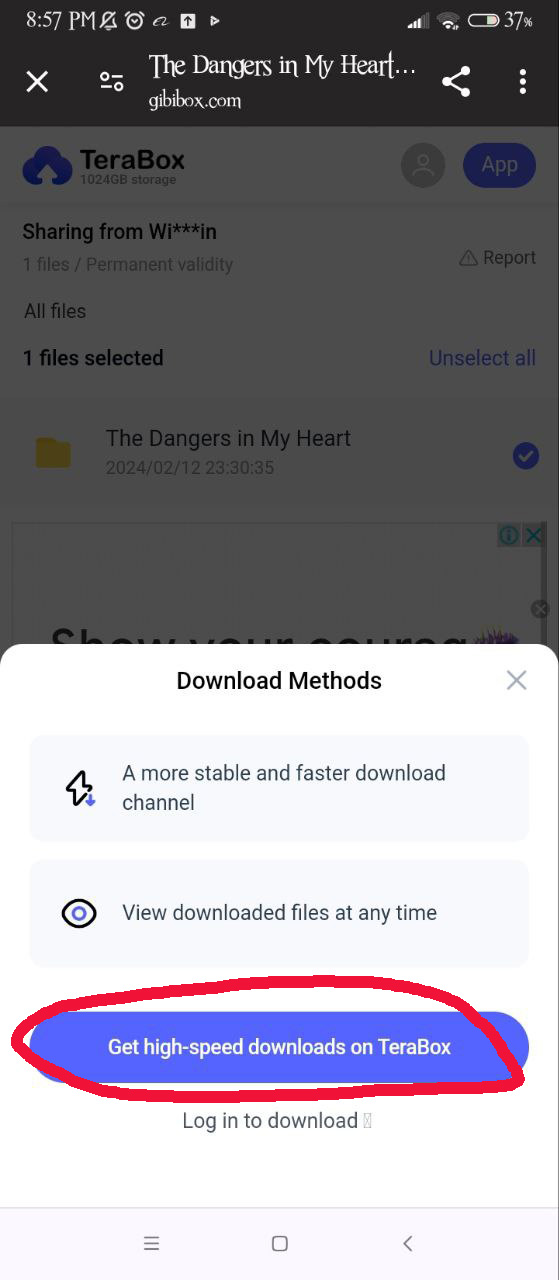 8:57 PM
37%
The Dangers in My Heart...
gibibox.com
TeraBox
1024GB storage
App
Sharing from Wi***in
1 files / Permanent validity
Report
All files
1 files selected
Unselect all
The Dangers in My Heart
2024/02/12 23:30:35
Show your courag
Download Methods
A more stable and faster download
channel
View downloaded files at any time
Get high-speed downloads on TeraBox
Log in to download